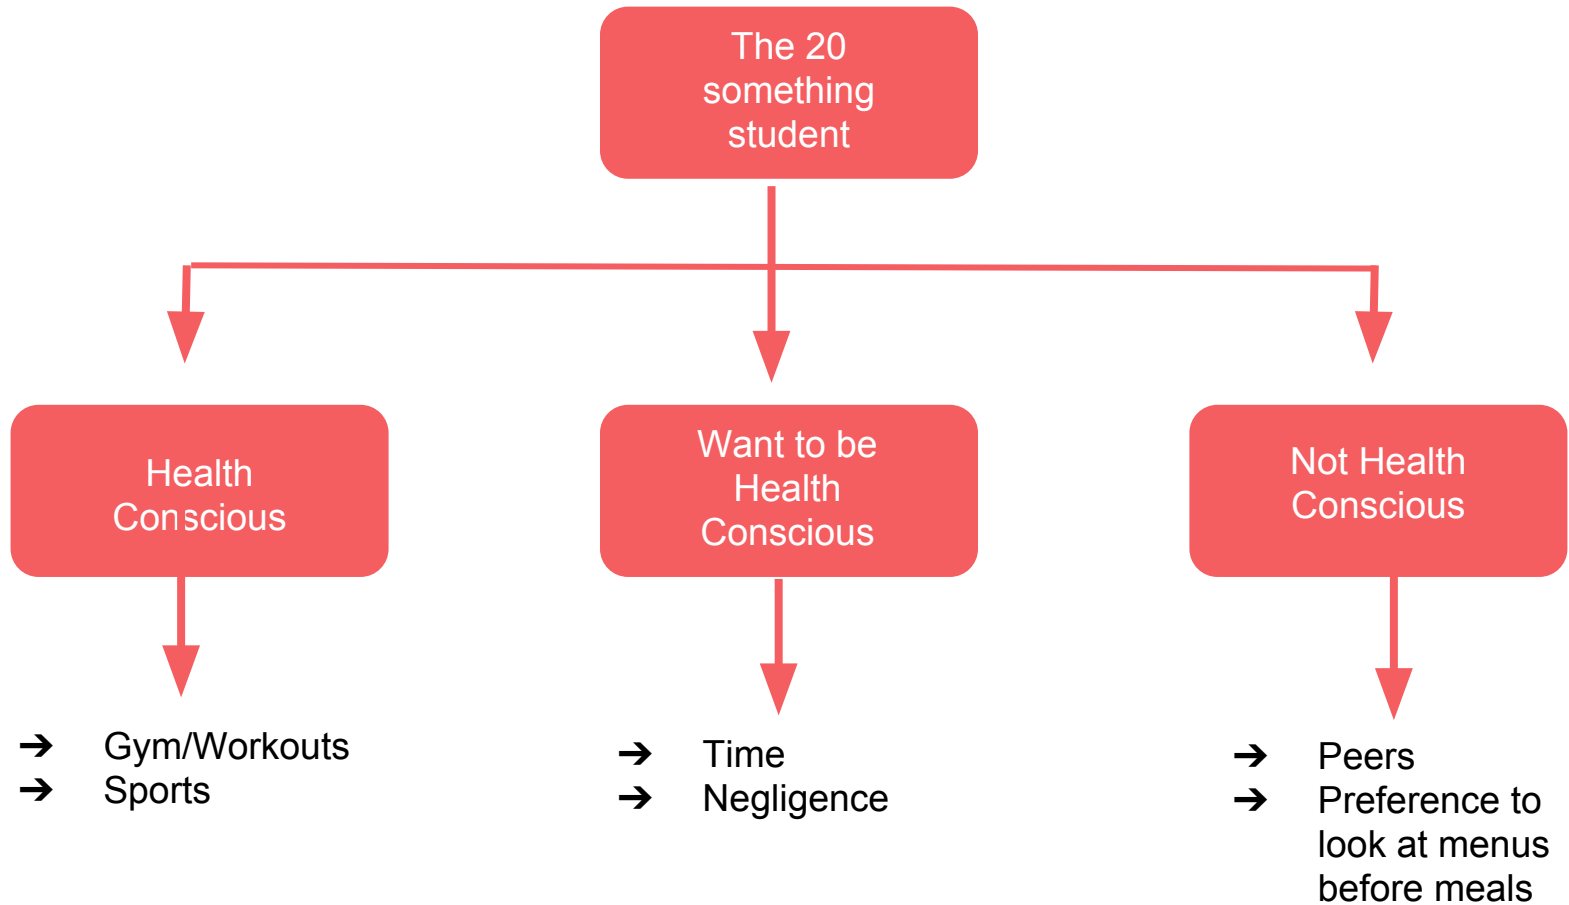 The 20
something
student
Health
Conscious
Want to be
Health
Conscious
Not Health
Conscious
➔ Gym/Workouts
➔ Sports
➔ Time
➔ Negligence
➔ Peers
➔ Preference to
look at menus
before meals